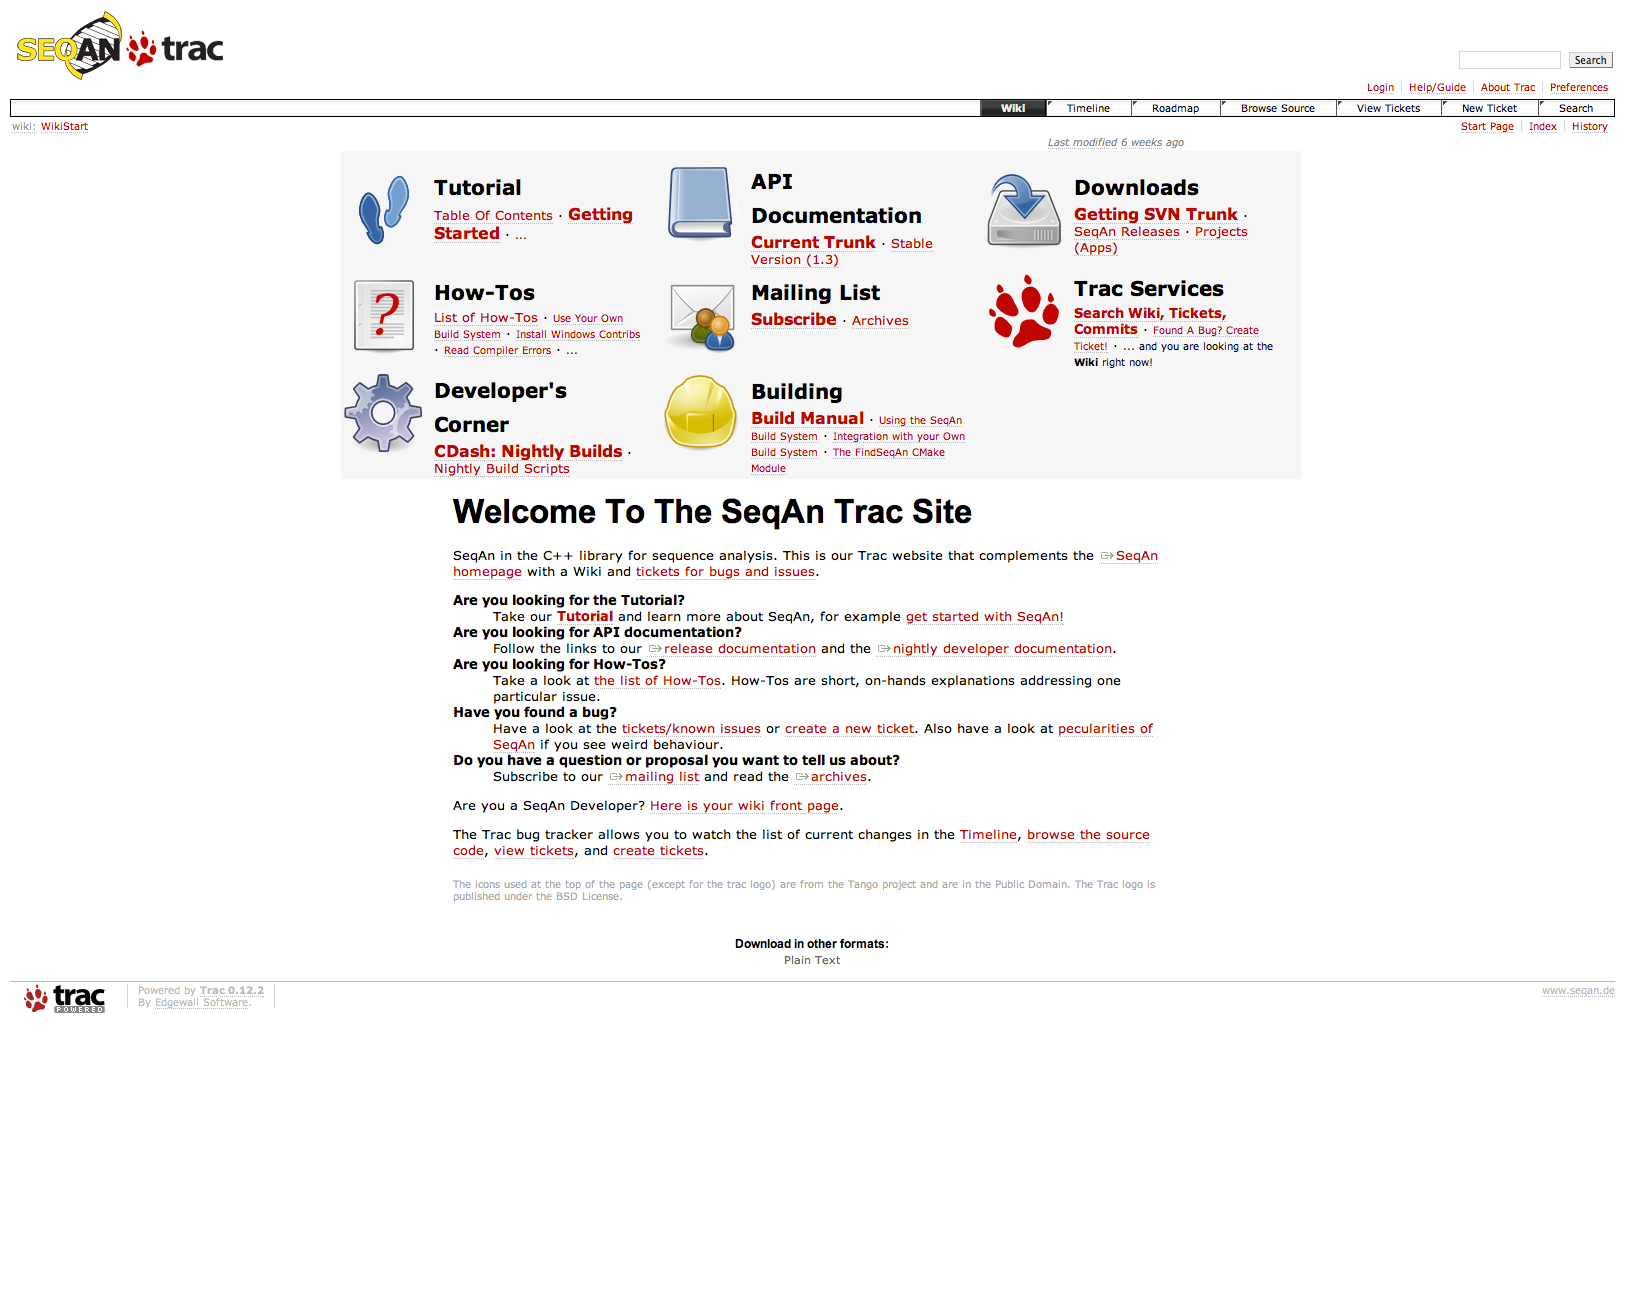 SEQAN trac
Search
Login Help/Guide About Trac Preferences
Wiki Timeline Roadmap Browse Source View Tickets New Ticket Search
wiki: WikiStart
Start Page Index History
Last modified 6 weeks ago
Tutorial
Table Of Contents · Getting
Started · ...
API
Documentation
Current Trunk · Stable
Version (1.3)
Downloads
Getting SVN Trunk ·
SeqAn Releases · Projects
(Apps)
How-Tos
List of How-Tos · Use Your Own
Build System · Install Windows Contribs
· Read Compiler Errors · ...
Mailing List
Subscribe · Archives
Trac Services
Search Wiki, Tickets,
Commits · Found A Bug? Create
Ticket! · ... and you are looking at the
Wiki right now!
Developer's
Corner
CDash: Nightly Builds ·
Nightly Build Scripts
Building
Build Manual · Using the SeqAn
Build System · Integration with your Own
Build System · The FindSeqAn CMake
Module
Welcome To The SeqAn Trac Site
SeqAn in the C++ library for sequence analysis. This is our Trac website that complements the SeqAn
homepage with a Wiki and tickets for bugs and issues.
Are you looking for the Tutorial?
Take our Tutorial and learn more about SeqAn, for example get started with SeqAn!
Are you looking for API documentation?
Follow the links to our release documentation and the nightly developer documentation.
Are you looking for How-Tos?
Take a look at the list of How-Tos. How-Tos are short, on-hands explanations addressing one
particular issue.
Have you found a bug?
Have a look at the tickets/known issues or create a new ticket. Also have a look at pecularities of
SeqAn if you see weird behaviour.
Do you have a question or proposal you want to tell us about?
Subscribe to our mailing list and read the archives.
Are you a SeqAn Developer? Here is your wiki front page.
The Trac bug tracker allows you to watch the list of current changes in the Timeline, browse the source
code, view tickets, and create tickets.
The icons used at the top of the page (except for the trac logo) are from the Tango project and are in the Public Domain. The Trac logo is
published under the BSD License.
Download in other formats:
Plain Text
trac
POWERED
Powered by Trac 0.12.2
By Edgewall Software.
www.seqan.de